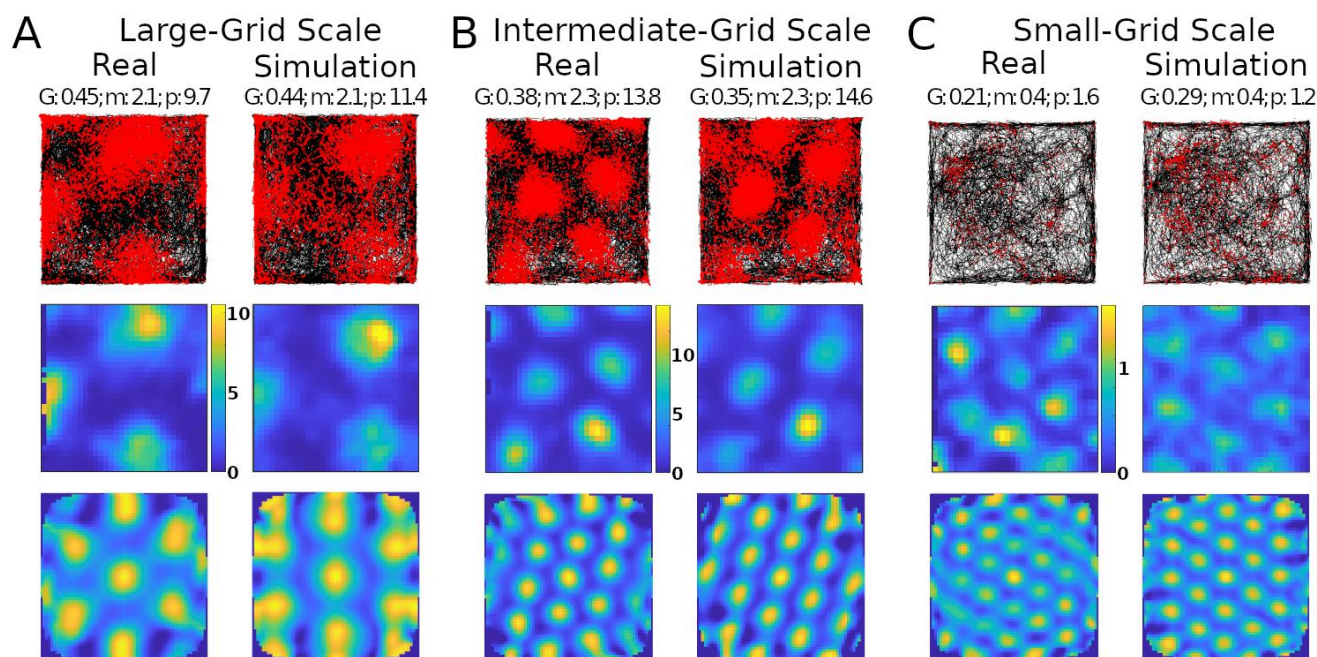 A Large-Grid Scale
Real Simulation
G: 0.45; m: 2.1; p: 9.7 G: 0.44; m: 2.1; p: 11.4
10
5
0
B Intermediate-Grid Scale
Real Simulation
G: 0.38; m: 2.3; p: 13.8 G: 0.35; m: 2.3; p: 14.6
10
5
0
C Small-Grid Scale
Real Simulation
G: 0.21; m: 0.4; p: 1.6 G: 0.29; m: 0.4; p: 1.2
1
0